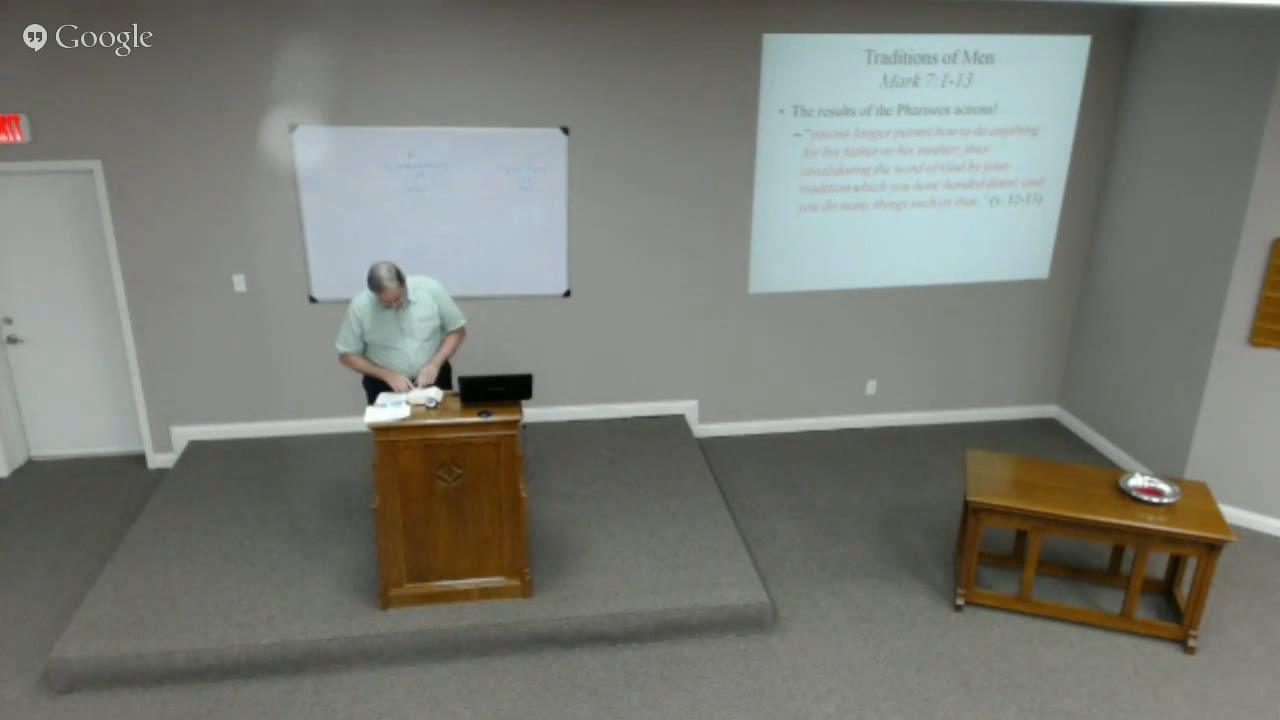 Google
EXIT
Traditions of Men
Mark 7:1-13
• The results of the Pharisees actions!
– "you no longer permit him to do anything
for his father or his mother; thus
invalidating the word of God by your
tradition which you have handed down; and
you do many things such as that." (v. 12-13)